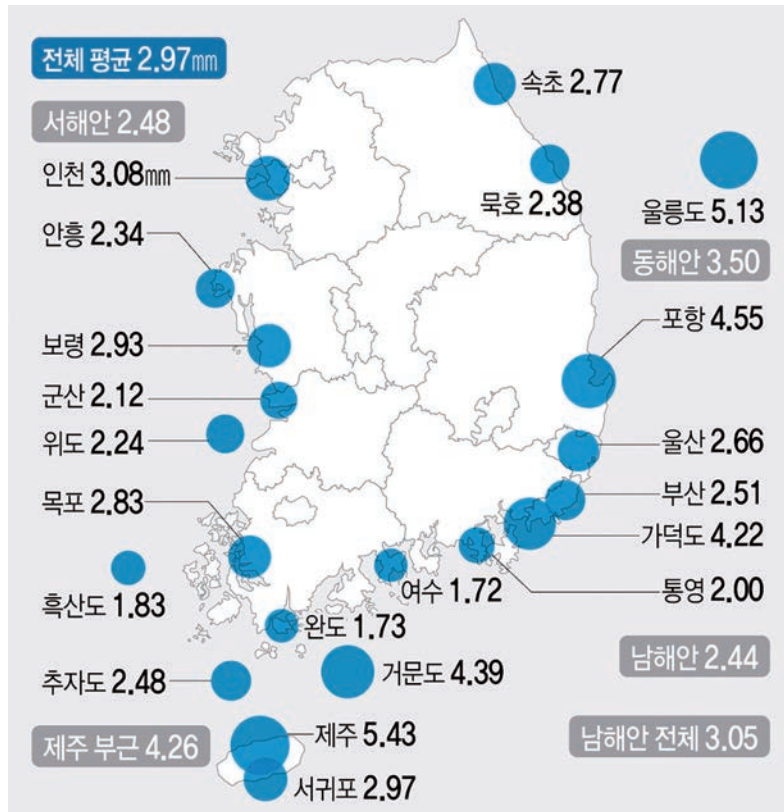 전체 평균 2.97mm
서해안 2.48
인천 3.08mm
안흥 2.34
보령 2.93
군산 2.12
위도 2.24
목포 2.83
흑산도 1.83
추자도 2.48
제주 부근 4.26
속초 2.77
묵호 2.38
울릉도 5.13
동해안 3.50
포항 4.55
울산 2.66
부산 2.51
가덕도 4.22
통영 2.00
여수 1.72
완도 1.73
거문도 4.39
남해안 2.44
제주 5.43
서귀포 2.97
남해안 전체 3.05